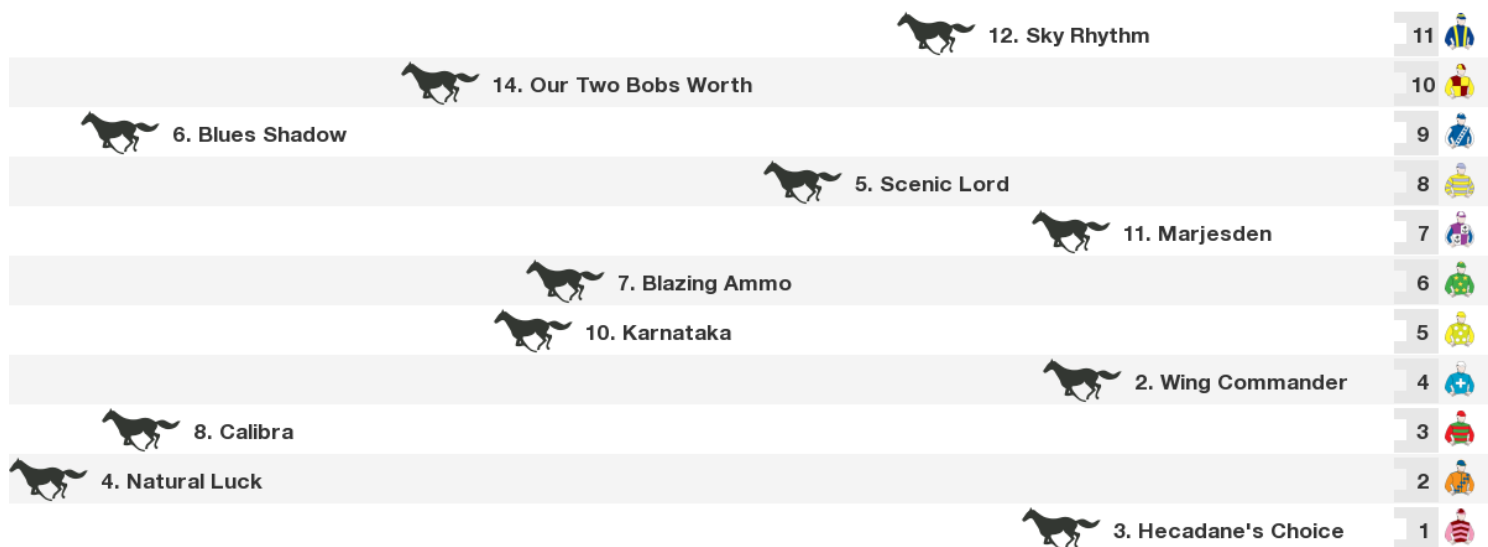 12. Sky Rhythm 11
14. Our Two Bobs Worth 10
6. Blues Shadow 9
5. Scenic Lord 8
11. Marjesden 7
7. Blazing Ammo 6
10. Karnataka 5
2. Wing Commander 4
8. Calibra 3
4. Natural Luck 2
3. Hecadane's Choice 1